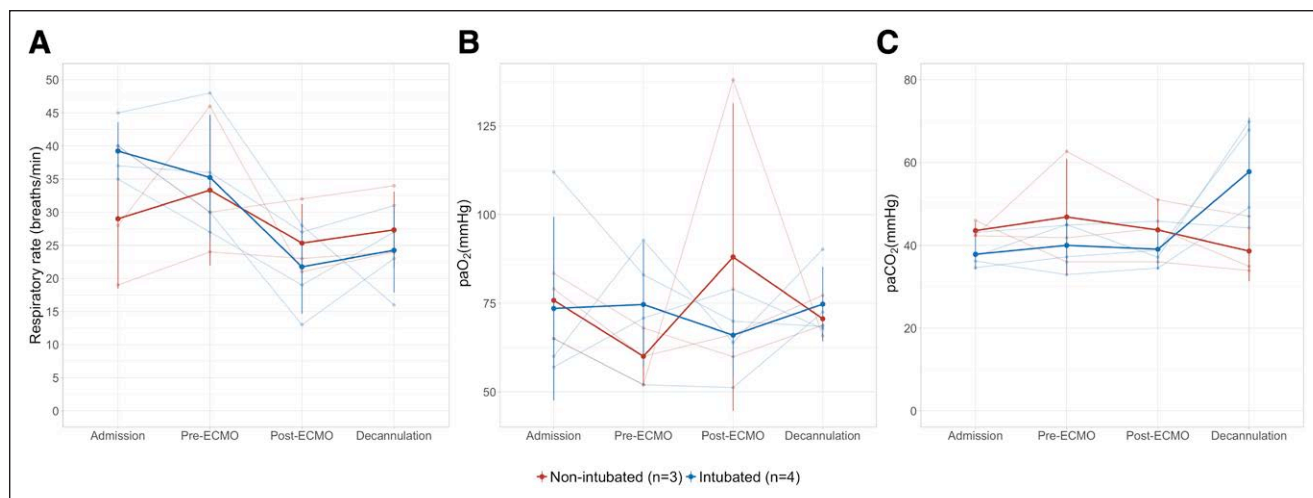 A
B
C
Respiratory rate (breaths/min)
50
45
40
35
30
25
20
15
10
5
0
Admission Pre-ECMO Post-ECMO Decannulation
paO2(mmHg)
125
100
75
50
Admission Pre-ECMO Post-ECMO Decannulation
paCO2(mmHg)
80
60
40
20
0
Admission Pre-ECMO Post-ECMO Decannulation
Non-intubated (n=3) Intubated (n=4)